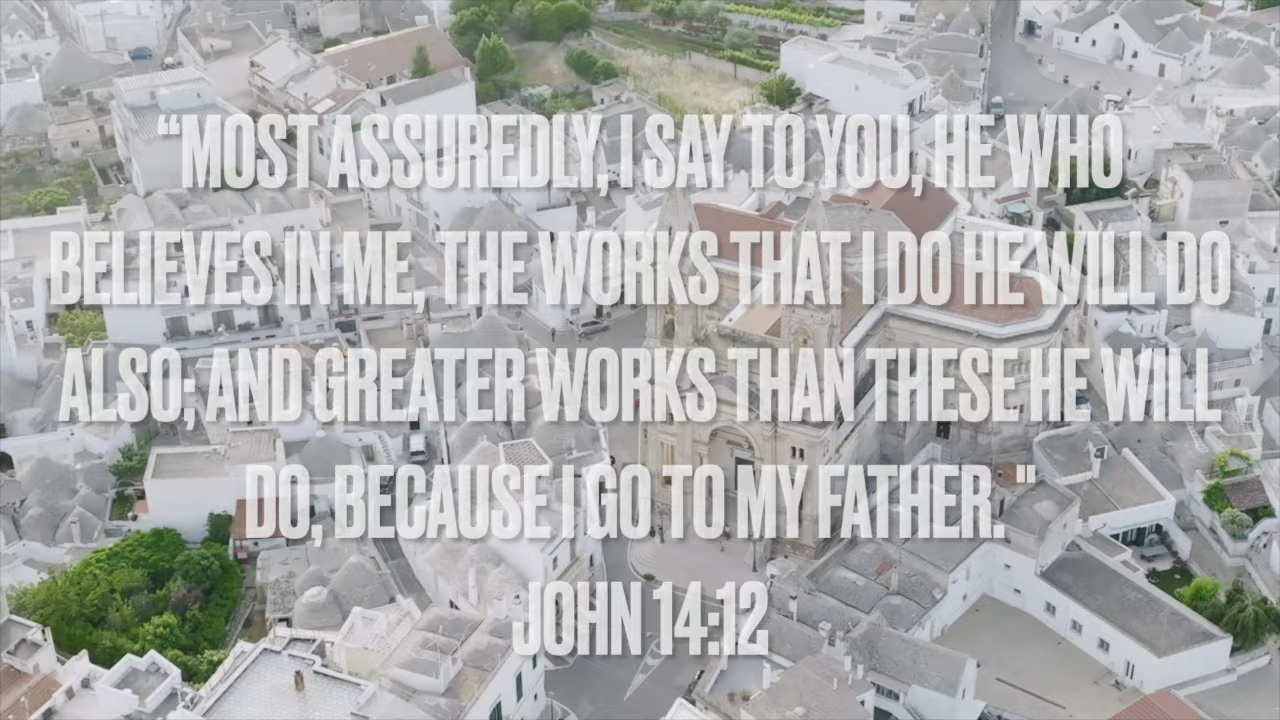 “MOST ASSUREDLY, I SAY TO YOU, HE WHO
BELIEVES IN ME, THE WORKS THAT I DO HE WILL DO
ALSO; AND GREATER WORKS THAN THESE HE WILL
DO, BECAUSE I GO TO MY FATHER."
JOHN 14:12